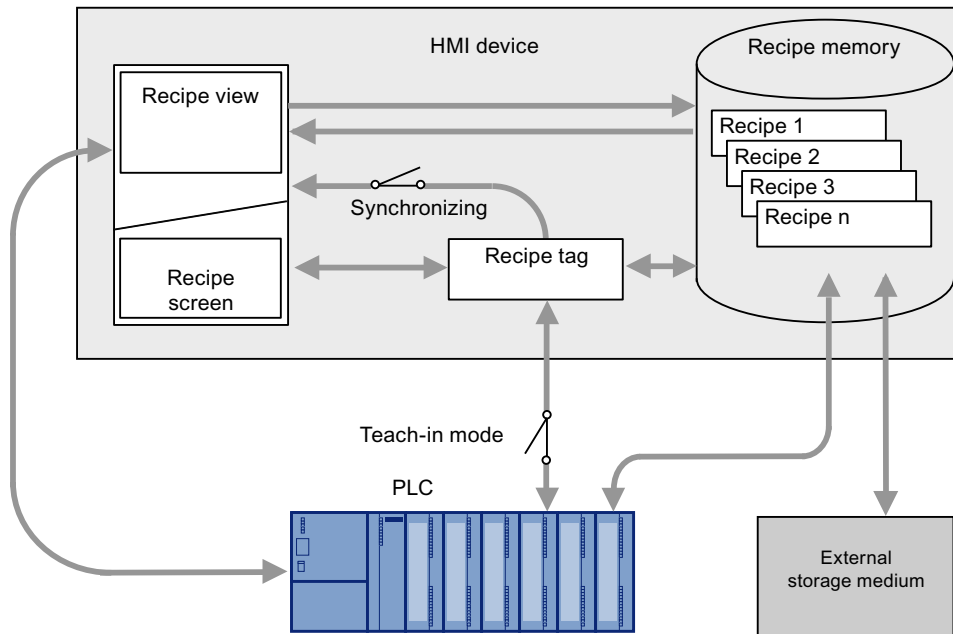 HMI device
Recipe memory
Recipe view
Recipe 1
Recipe 2
Recipe 3
Recipe n
Synchronizing
Recipe tag
Recipe
screen
Teach-in mode
PLC
External
storage medium